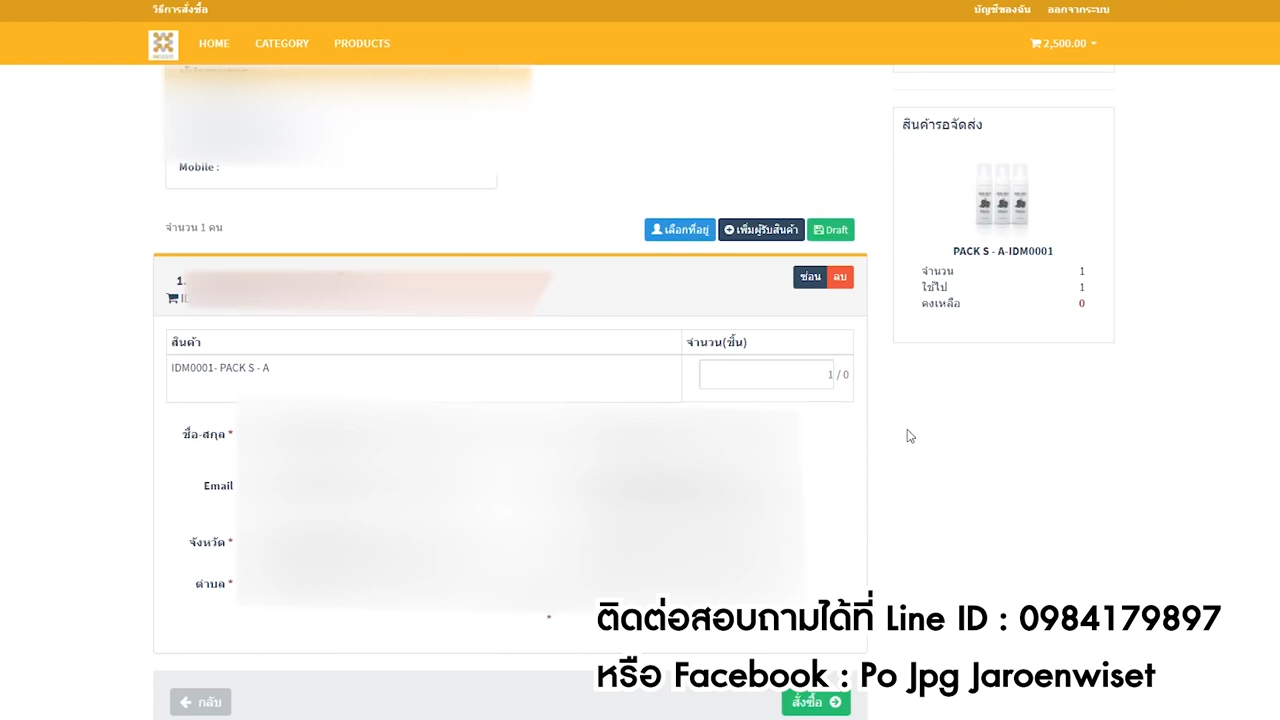 วิธีการสั่งซื้อ
บัญชีของฉัน ออกจากระบบ
HOME CATEGORY PRODUCTS
2,500.00
Mobile :
สินค้ารอจัดส่ง
PACK S - A-IDM0001
จำนวน 1
ใช้ไป 1
คงเหลือ 0
จำนวน 1 คน
เลือกที่อยู่ เพิ่มผู้รับสินค้า Draft
1.
ซ่อน ลบ
สินค้า จำนวน(ชิ้น)
IDM0001- PACK S - A 1 / 0
ชื่อ-สกุล *
Email
จังหวัด *
ตำบล *
*
ติดต่อสอบถามได้ที่ Line ID : 0984179897
หรือ Facebook : Po Jpg Jaroenwiset
กลับ สั่งซื้อ